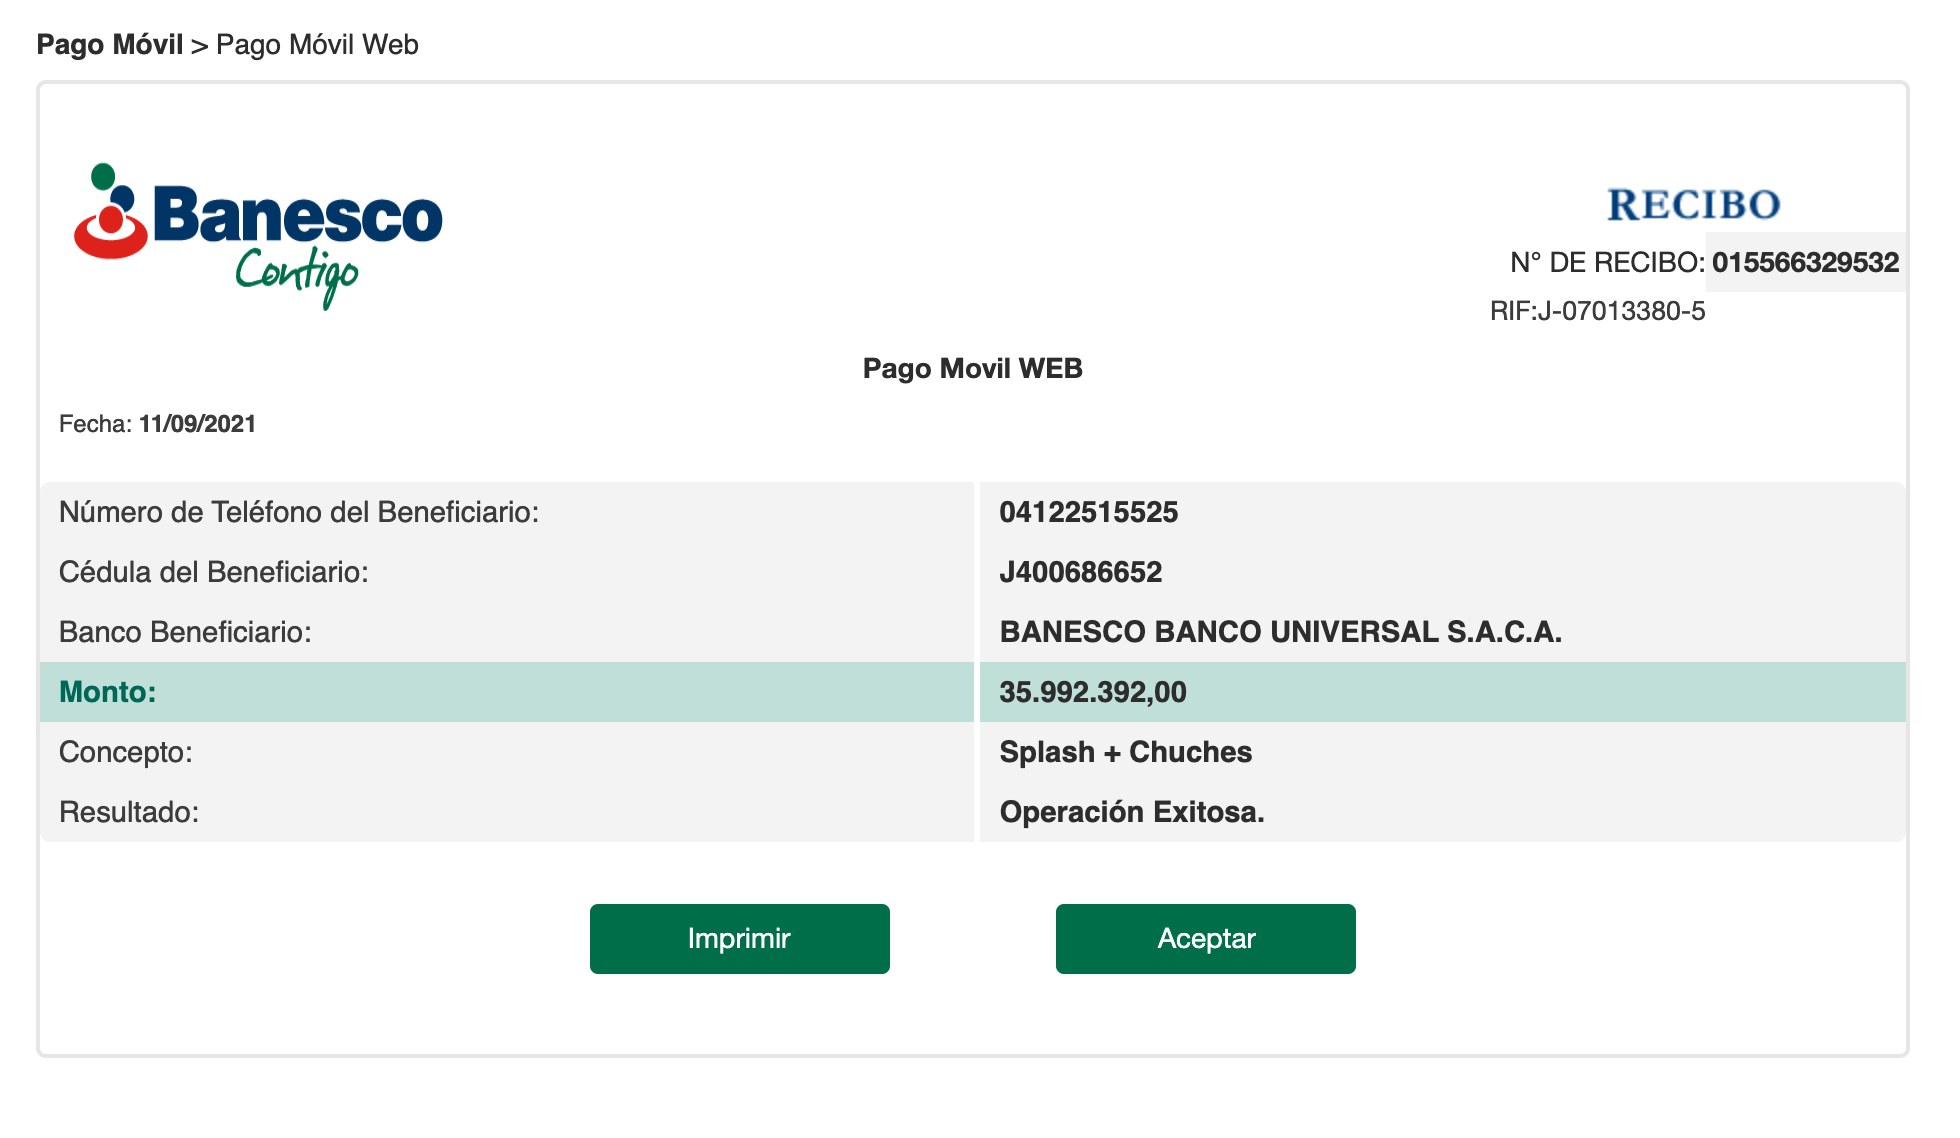 Pago Móvil > Pago Móvil Web
Banesco
Contigo
RECIBO
N° DE RECIBO: 015566329532
RIF:J-07013380-5
Pago Movil WEB
Fecha: 11/09/2021
Número de Teléfono del Beneficiario: 04122515525
Cédula del Beneficiario: J400686652
Banco Beneficiario: BANESCO BANCO UNIVERSAL S.A.C.A.
Monto: 35.992.392,00
Concepto: Splash + Chuches
Resultado: Operación Exitosa.
Imprimir Aceptar